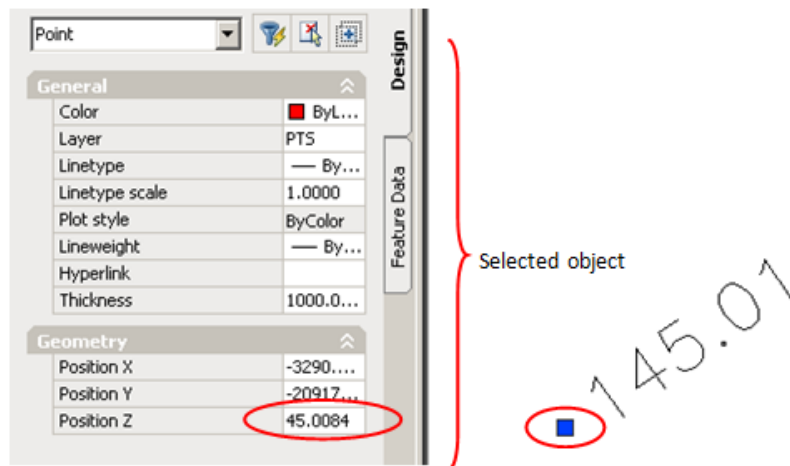 Point
General
Color ByL...
Layer PTS
Linetype By...
Linetype scale 1.0000
Plot style ByColor
Lineweight By...
Hyperlink
Thickness 1000.0...
Geometry
Position X -3290....
Position Y -20917...
Position Z 45.0084
Design
Feature Data
Selected object
145.01